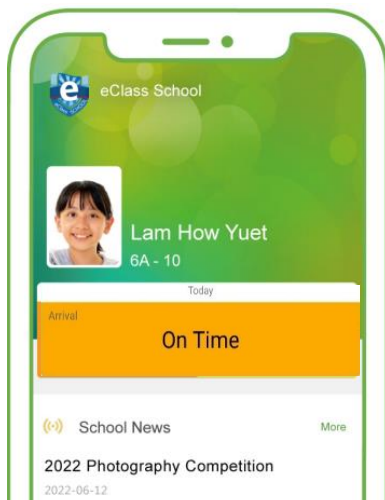 eClass School
Lam How Yuet
6A - 10
Today
Arrival
On Time
School News
More
2022 Photography Competition
2022-06-12